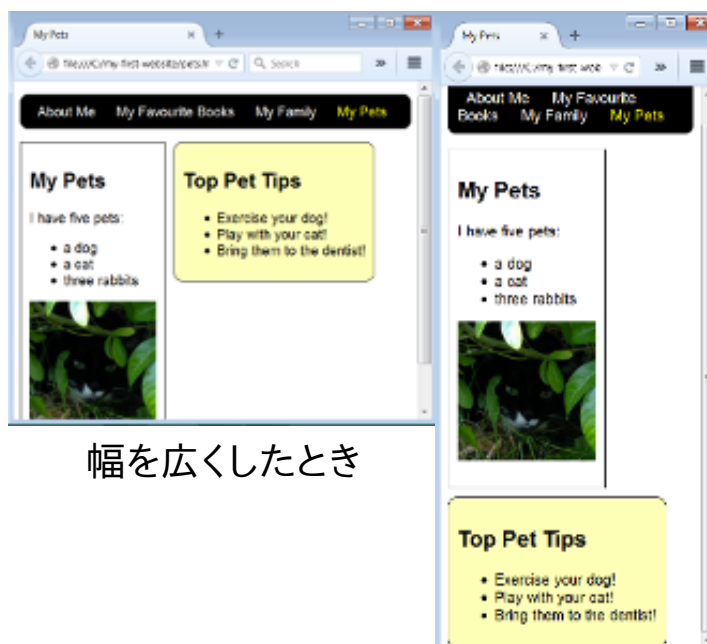 My Pets
Search
About Me My Favourite Books My Family My Pets
My Pets
I have five pets:
• a dog
• a cat
• three rabbits
Top Pet Tips
• Exercise your dog!
• Play with your cat!
• Bring them to the dentist!
幅を広くしたとき
My Pets
About Me My Favourite
Books My Family My Pets
My Pets
I have five pets:
• a dog
• a cat
• three rabbits
Top Pet Tips
• Exercise your dog!
• Play with your cat!
• Bring them to the dentist!